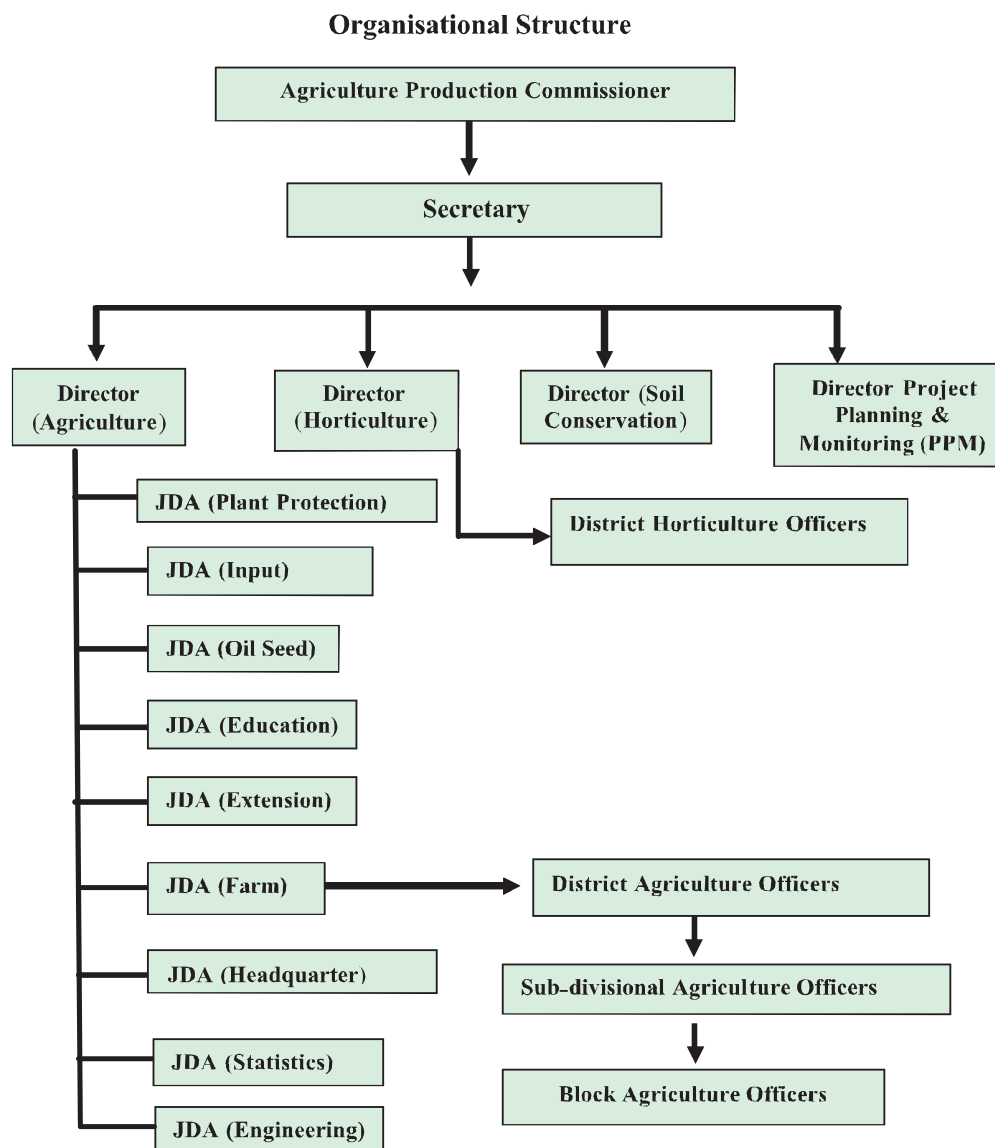 Organisational Structure
Agriculture Production Commissioner
Secretary
Director
(Agriculture)
Director
(Horticulture)
Director (Soil
Conservation)
Director Project
Planning &
Monitoring (PPM)
JDA (Plant Protection)
District Horticulture Officers
JDA (Input)
JDA (Oil Seed)
JDA (Education)
JDA (Extension)
JDA (Farm)
District Agriculture Officers
JDA (Headquarter)
Sub-divisional Agriculture Officers
JDA (Statistics)
Block Agriculture Officers
JDA (Engineering)